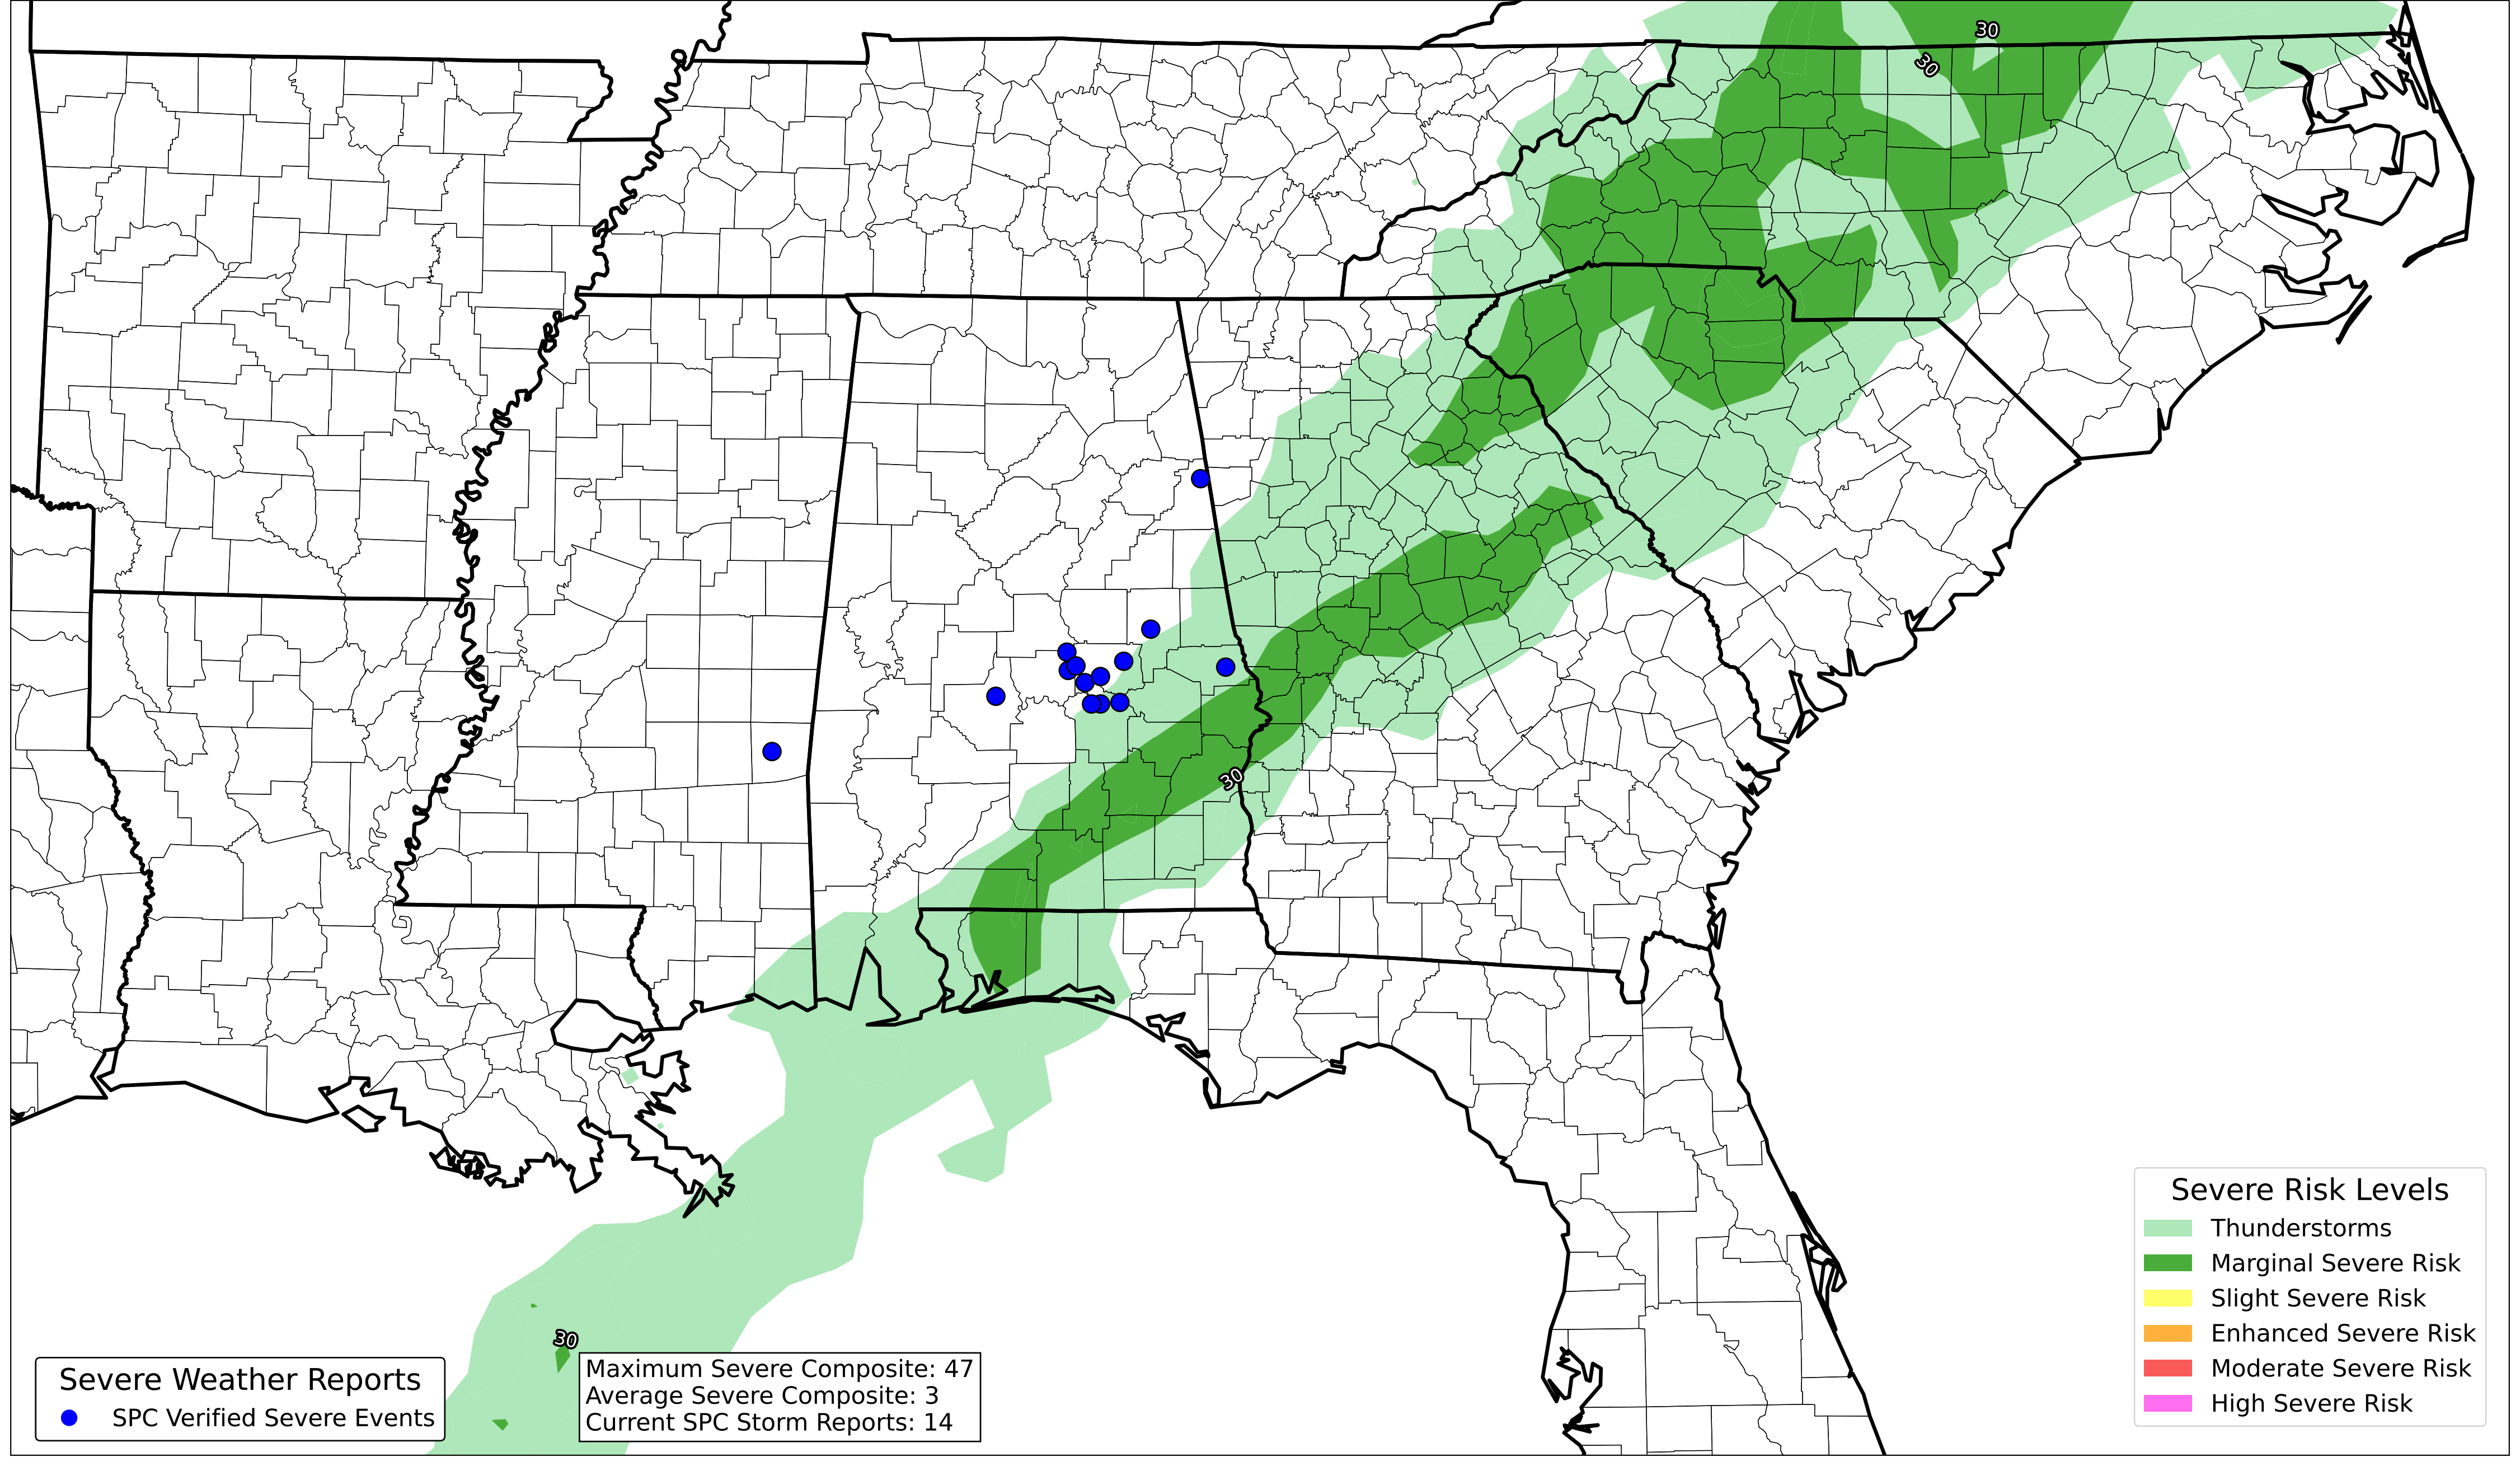 30
30
30
30
Severe Weather Reports
SPC Verified Severe Events
Maximum Severe Composite: 47
Average Severe Composite: 3
Current SPC Storm Reports: 14
Severe Risk Levels
Thunderstorms
Marginal Severe Risk
Slight Severe Risk
Enhanced Severe Risk
Moderate Severe Risk
High Severe Risk